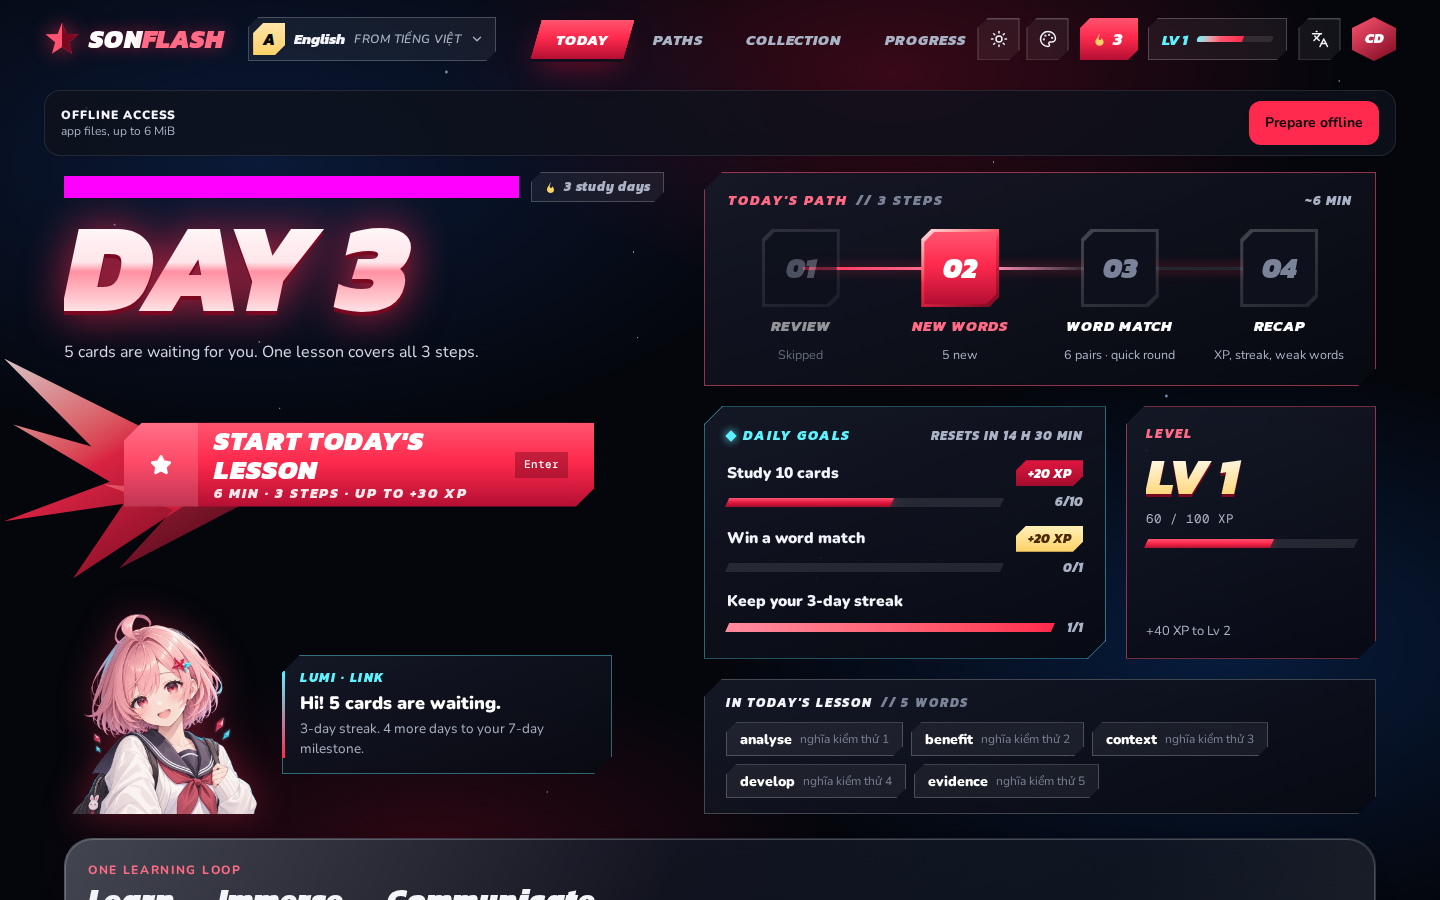 SONFLASH
A English FROM TIẾNG VIỆT
TODAY PATHS COLLECTION PROGRESS
3
LV 1
CD
OFFLINE ACCESS
app files, up to 6 MiB
Prepare offline
3 study days
DAY 3
5 cards are waiting for you. One lesson covers all 3 steps.
START TODAY'S
LESSON
6 MIN · 3 STEPS · UP TO +30 XP
Enter
LUMI · LINK
Hi! 5 cards are waiting.
3-day streak. 4 more days to your 7-day
milestone.
TODAY'S PATH // 3 STEPS
~6 MIN
01 02 03 04
REVIEW NEW WORDS WORD MATCH RECAP
Skipped 5 new 6 pairs · quick round XP, streak, weak words
DAILY GOALS
RESETS IN 14 H 30 MIN
Study 10 cards
+20 XP
6/10
Win a word match
+20 XP
0/1
Keep your 3-day streak
1/1
LEVEL
LV 1
60 / 100 XP
+40 XP to Lv 2
IN TODAY'S LESSON // 5 WORDS
analyse nghĩa kiểm thử 1
benefit nghĩa kiểm thử 2
context nghĩa kiểm thử 3
develop nghĩa kiểm thử 4
evidence nghĩa kiểm thử 5
ONE LEARNING LOOP
Learn Immerse Communicate